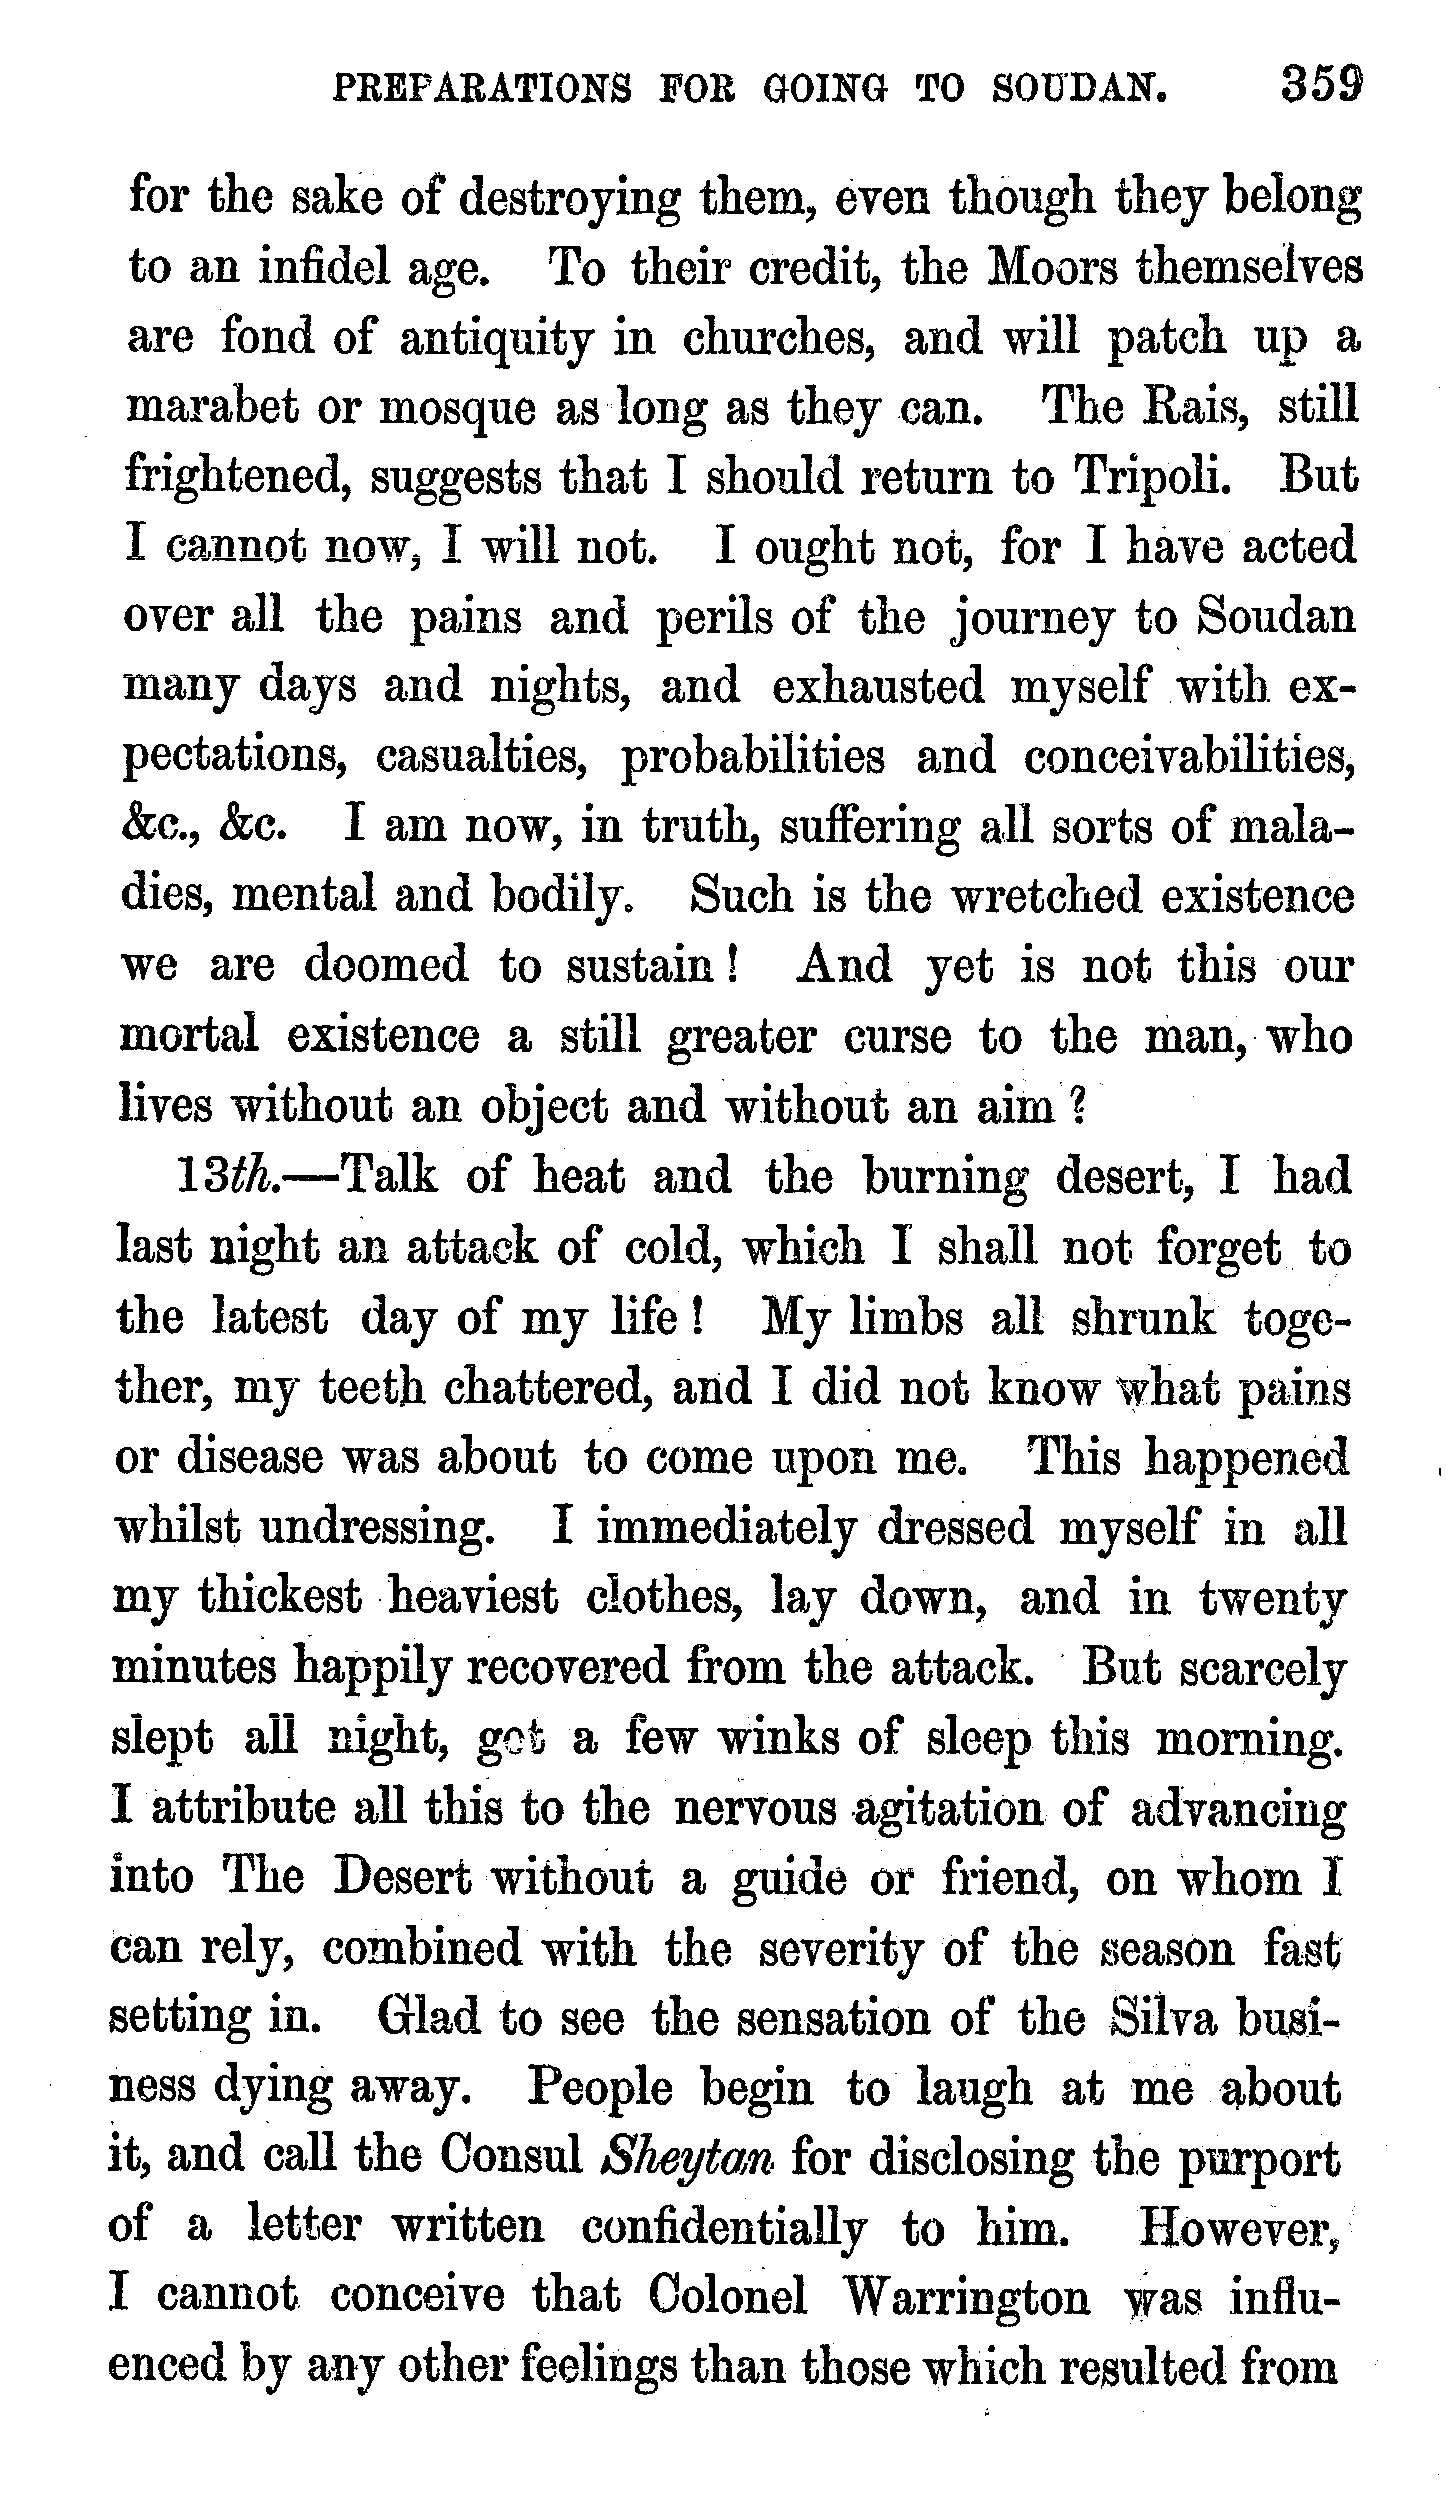 PREPARATIONS FOR GOING TO SOUDAN. 359
for the sake of destroying them, even though they belong
to an infidel age. To their credit, the Moors themselves
are fond of antiquity in churches, and will patch up a
marabet or mosque as long as they can. The Rais, still
frightened, suggests that I should return to Tripoli. But
I cannot now, I will not. I ought not, for I have acted
over all the pains and perils of the journey to Soudan
many days and nights, and exhausted myself with ex-
pectations, casualties, probabilities and conceivabilities,
&c., &c. I am now, in truth, suffering all sorts of mala-
dies, mental and bodily. Such is the wretched existence
we are doomed to sustain! And yet is not this our
mortal existence a still greater curse to the man, who
lives without an object and without an aim?
13th.—Talk of heat and the burning desert, I had
last night an attack of cold, which I shall not forget to
the latest day of my life! My limbs all shrunk toge-
ther, my teeth chattered, and I did not know what pains
or disease was about to come upon me. This happened
whilst undressing. I immediately dressed myself in all
my thickest heaviest clothes, lay down, and in twenty
minutes happily recovered from the attack. But scarcely
slept all night, got a few winks of sleep this morning.
I attribute all this to the nervous agitation of advancing
into The Desert without a guide or friend, on whom I
can rely, combined with the severity of the season fast
setting in. Glad to see the sensation of the Silva busi-
ness dying away. People begin to laugh at me about
it, and call the Consul Sheytan for disclosing the purport
of a letter written confidentially to him. However,
I cannot conceive that Colonel Warrington was influ-
enced by any other feelings than those which resulted from